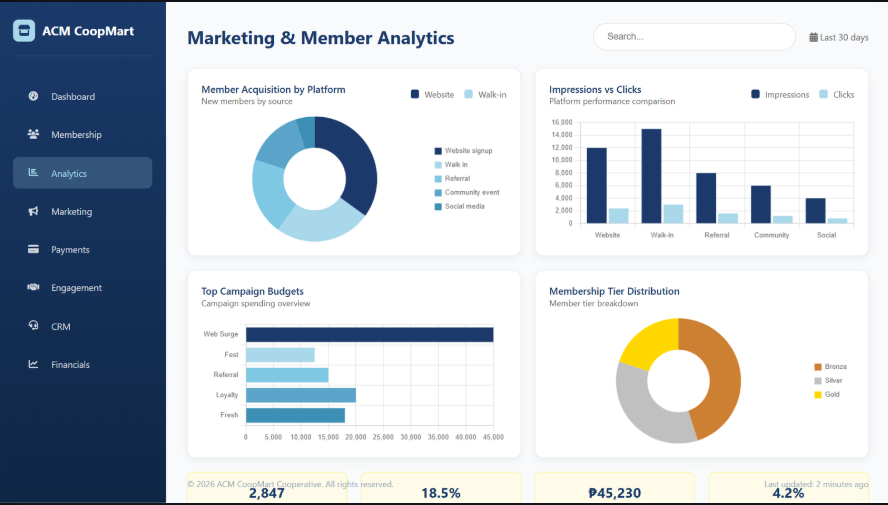 ACM CoopMart
Dashboard
Membership
Analytics
Marketing
Payments
Engagement
CRM
Financials
Marketing & Member Analytics
Search...
Last 30 days
Member Acquisition by Platform
New members by source
Website
Walk-in
Website signup
Walk in
Referral
Community event
Social media
Impressions vs Clicks
Platform performance comparison
Impressions
Clicks
16,000
14,000
12,000
10,000
8,000
6,000
4,000
2,000
0
Website Walk-in Referral Community Social
Top Campaign Budgets
Campaign spending overview
Web Surge
Fest
Referral
Loyalty
Fresh
0 5,000 10,000 15,000 20,000 25,000 30,000 35,000 40,000 45,000
Membership Tier Distribution
Member tier breakdown
Bronze
Silver
Gold
© 2026 ACM CoopMart Cooperative. All rights reserved.
Last updated: 2 minutes ago
2,847
18.5%
₱45,230
4.2%